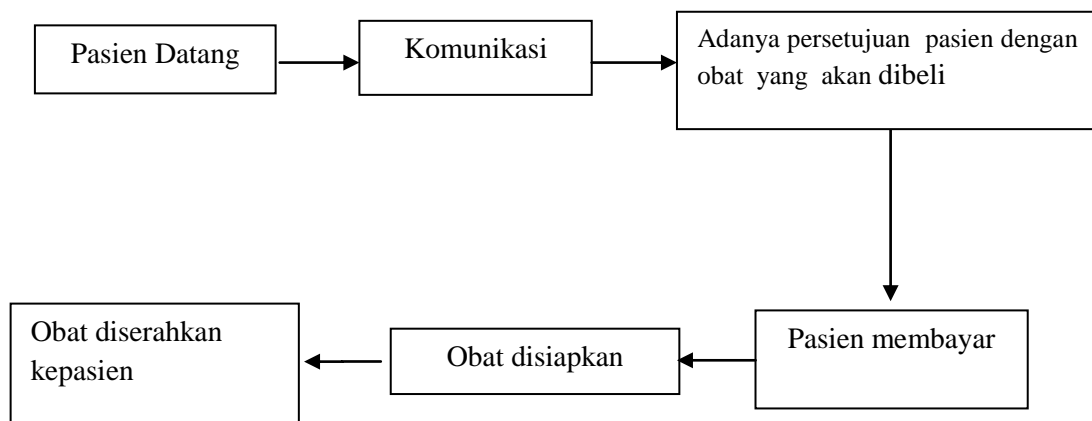 Pasien Datang
Komunikasi
Adanya persetujuan pasien dengan
obat yang akan dibeli
Pasien membayar
Obat disiapkan
Obat diserahkan
kepasien